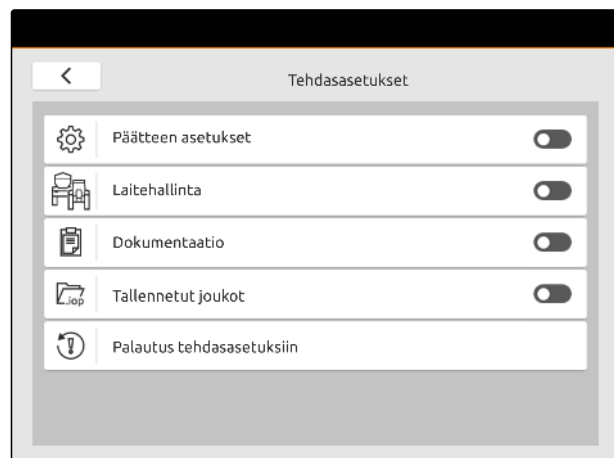 Tehdasasetukset
Päätteen asetukset
Laitehallinta
Dokumentaatio
.iop
Tallennetut joukot
Palautus tehdasasetuksiin